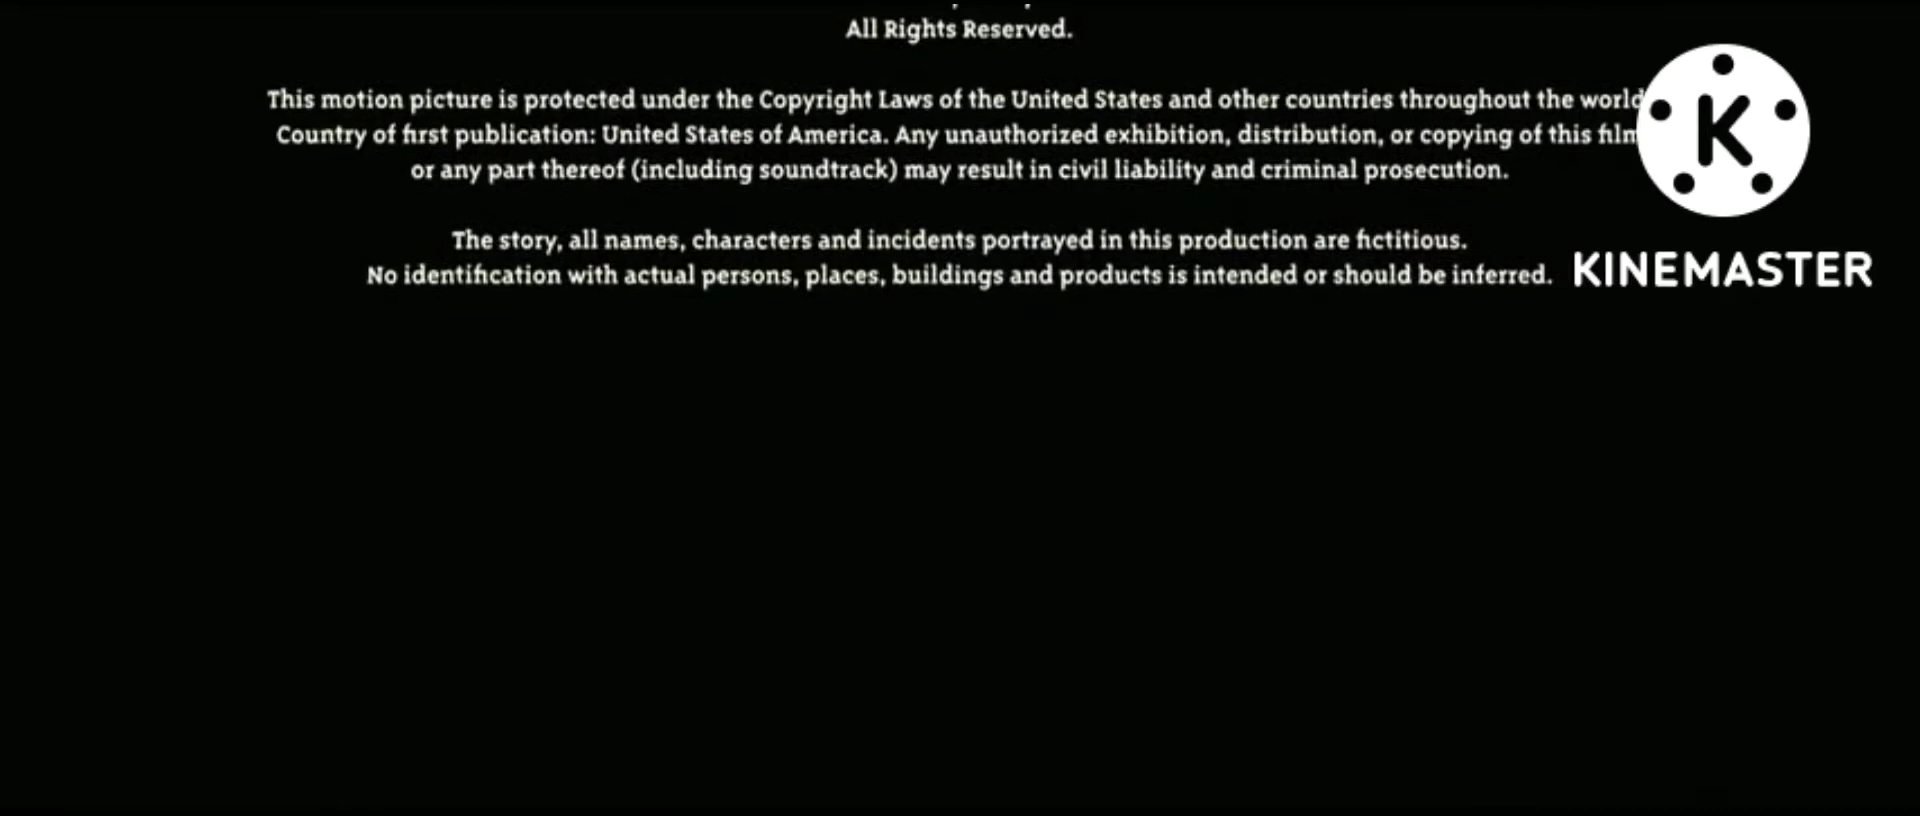 All Rights Reserved.
This motion picture is protected under the Copyright Laws of the United States and other countries throughout the world
Country of first publication: United States of America. Any unauthorized exhibition, distribution, or copying of this film
or any part thereof (including soundtrack) may result in civil liability and criminal prosecution.
The story, all names, characters and incidents portrayed in this production are fictitious.
No identification with actual persons, places, buildings and products is intended or should be inferred.
K
KINEMASTER